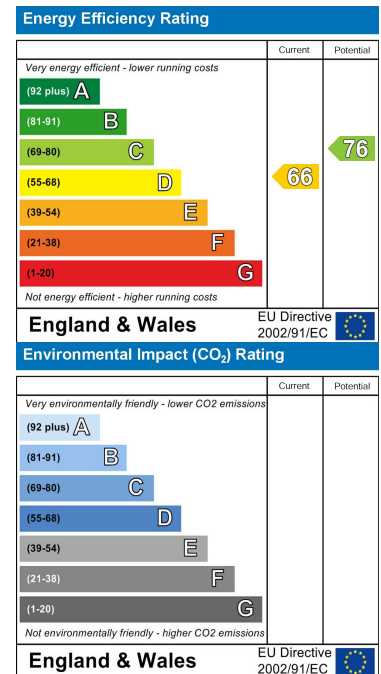 Energy Efficiency Rating
Current Potential
Very energy efficient - lower running costs
(92 plus) A
(81-91) B
(69-80) C
(55-68) D
(39-54) E
(21-38) F
(1-20) G
66
76
Not energy efficient - higher running costs
England & Wales
EU Directive
2002/91/EC
Environmental Impact (CO₂) Rating
Current Potential
Very environmentally friendly - lower CO2 emissions
(92 plus) A
(81-91) B
(69-80) C
(55-68) D
(39-54) E
(21-38) F
(1-20) G
Not environmentally friendly - higher CO2 emissions
England & Wales
EU Directive
2002/91/EC